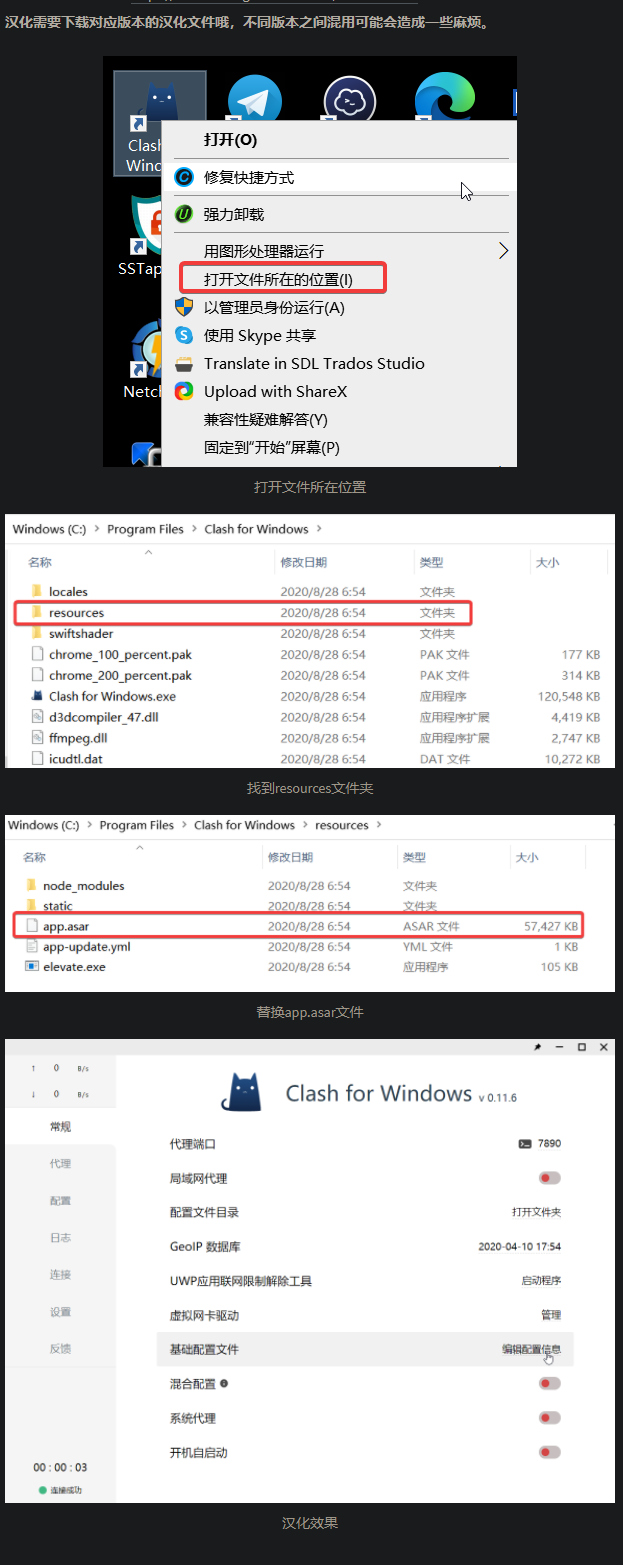 汉化需要下载对应版本的汉化文件哦，不同版本之间混用可能会造成一些麻烦。
打开(O)
修复快捷方式
强力卸载
用图形处理器运行
打开文件所在的位置(I)
以管理员身份运行(A)
使用 Skype 共享
Translate in SDL Trados Studio
Upload with ShareX
兼容性疑难解答(Y)
固定到"开始"屏幕(P)
Clash
Windo
SSTap
Netch
打开文件所在位置
Windows (C:) > Program Files > Clash for Windows >
名称 修改日期 类型 大小
locales 2020/8/28 6:54 文件夹
resources 2020/8/28 6:54 文件夹
swiftshader 2020/8/28 6:54 文件夹
chrome_100_percent.pak 2020/8/28 6:54 PAK 文件 177 KB
chrome_200_percent.pak 2020/8/28 6:54 PAK 文件 314 KB
Clash for Windows.exe 2020/8/28 6:54 应用程序 120,548 KB
d3dcompiler_47.dll 2020/8/28 6:54 应用程序扩展 4,419 KB
ffmpeg.dll 2020/8/28 6:54 应用程序扩展 2,747 KB
icudtl.dat 2020/8/28 6:54 DAT 文件 10,272 KB
找到resources文件夹
Windows (C:) > Program Files > Clash for Windows > resources >
名称 修改日期 类型 大小
node_modules 2020/8/28 6:54 文件夹
static 2020/8/28 6:54 文件夹
app.asar 2020/8/28 6:54 ASAR 文件 57,427 KB
app-update.yml 2020/8/28 6:54 YML 文件 1 KB
elevate.exe 2020/8/28 6:54 应用程序 105 KB
替换app.asar文件
↑ 0 B/s
↓ 0 B/s
常规
代理
配置
日志
连接
设置
反馈
00 : 00 : 03
连接成功
Clash for Windows v 0.11.6
代理端口 7890
局域网代理
配置文件目录 打开文件夹
GeoIP 数据库 2020-04-10 17:54
UWP应用联网限制解除工具 启动程序
虚拟网卡驱动 管理
基础配置文件 编辑配置信息
混合配置
系统代理
开机自启动
汉化效果